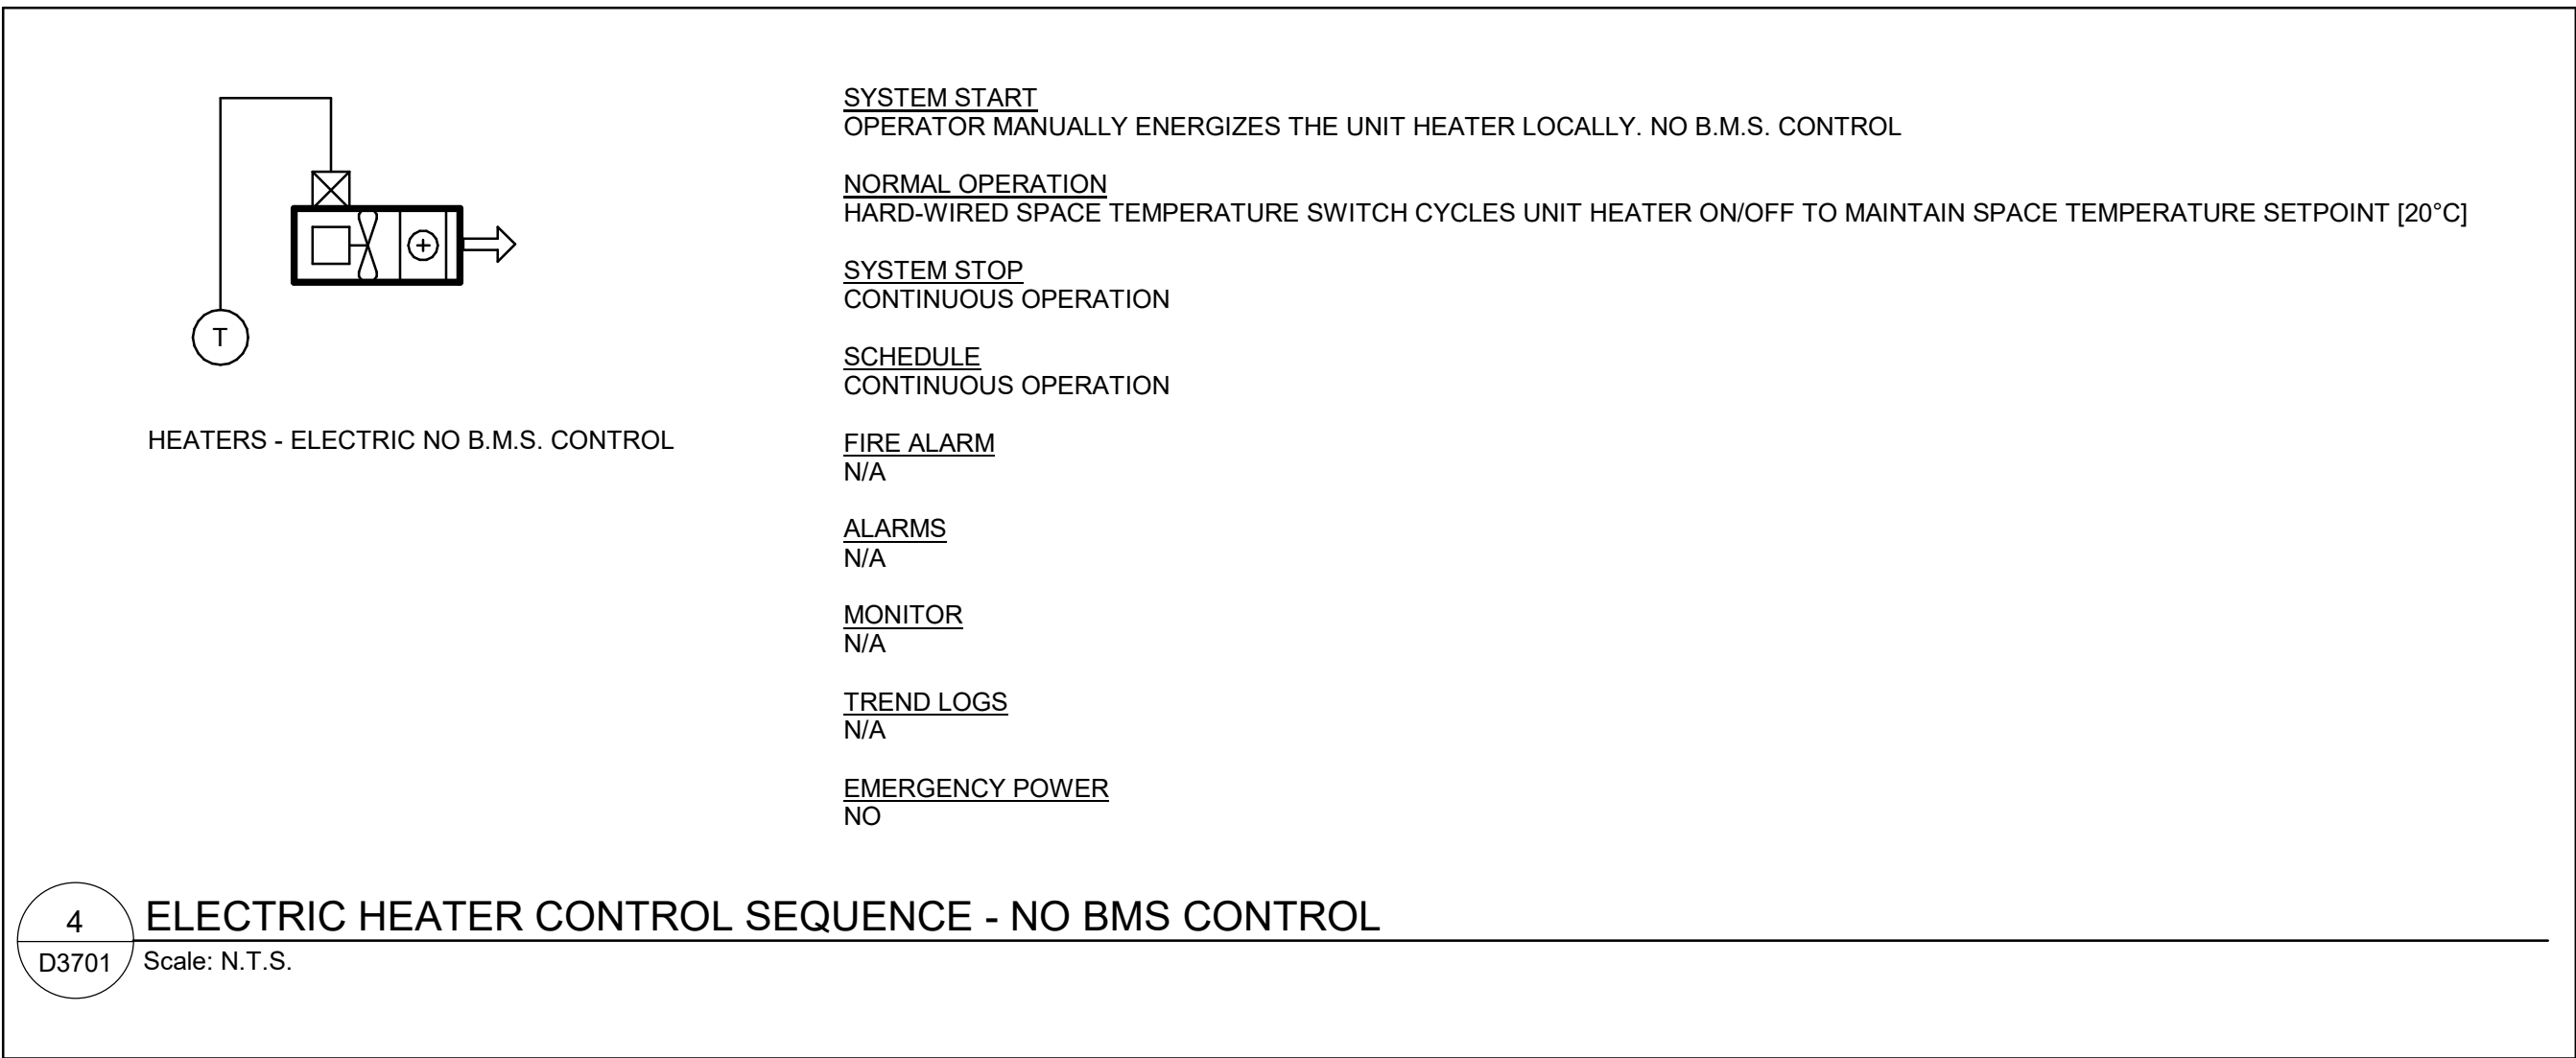 T
HEATERS - ELECTRIC NO B.M.S. CONTROL
SYSTEM START
OPERATOR MANUALLY ENERGIZES THE UNIT HEATER LOCALLY. NO B.M.S. CONTROL
NORMAL OPERATION
HARD-WIRED SPACE TEMPERATURE SWITCH CYCLES UNIT HEATER ON/OFF TO MAINTAIN SPACE TEMPERATURE SETPOINT [20°C]
SYSTEM STOP
CONTINUOUS OPERATION
SCHEDULE
CONTINUOUS OPERATION
FIRE ALARM
N/A
ALARMS
N/A
MONITOR
N/A
TREND LOGS
N/A
EMERGENCY POWER
NO
4
D3701
ELECTRIC HEATER CONTROL SEQUENCE - NO BMS CONTROL
Scale: N.T.S.